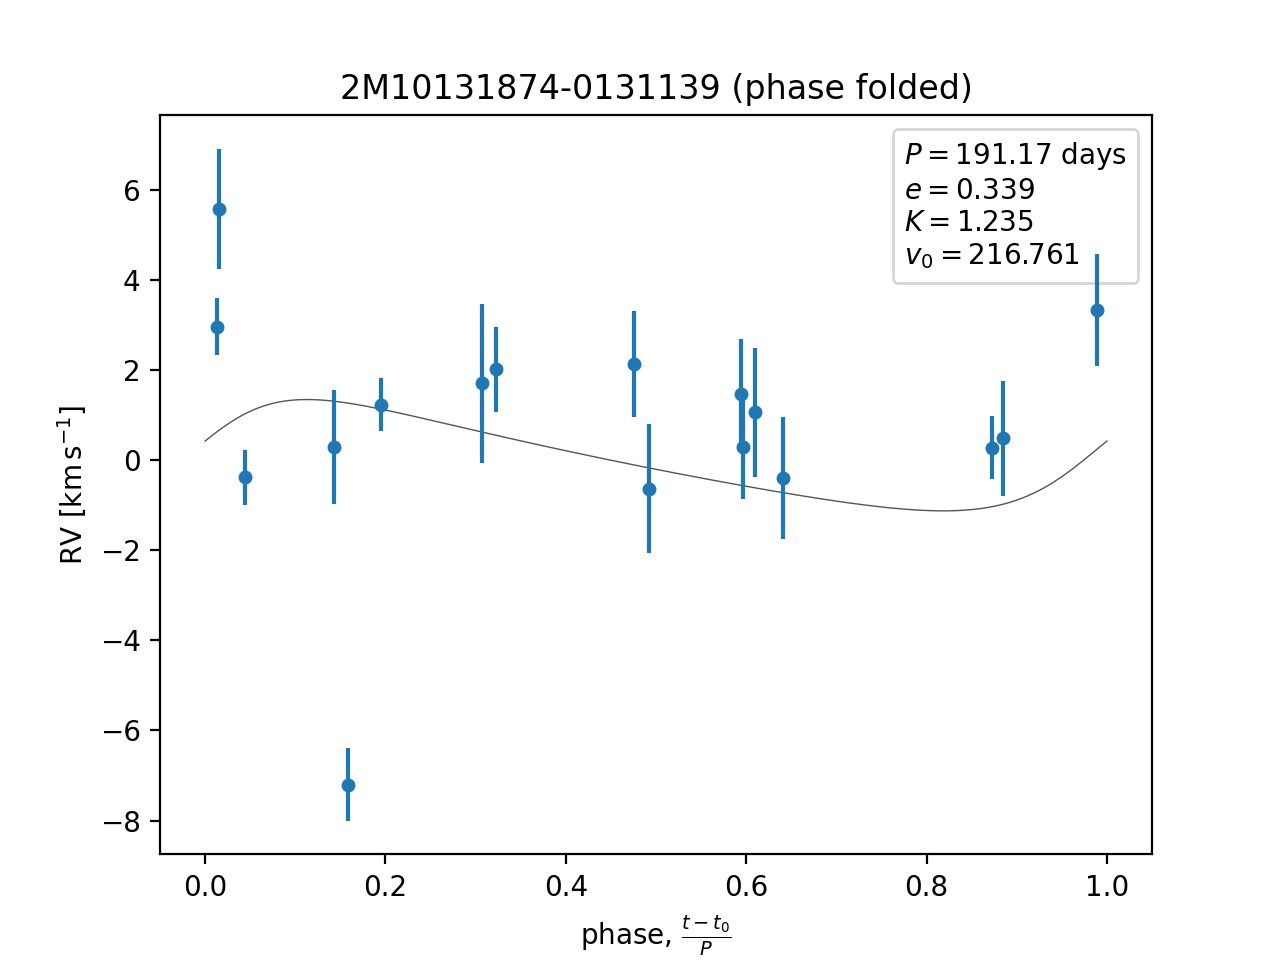 2M10131874-0131139 (phase folded)
P = 191.17 days
e = 0.339
K = 1.235
v₀ = 216.761
6
4
2
0
−2
−4
−6
−8
RV [km s⁻¹]
0.0 0.2 0.4 0.6 0.8 1.0
phase, (t − t₀)/P